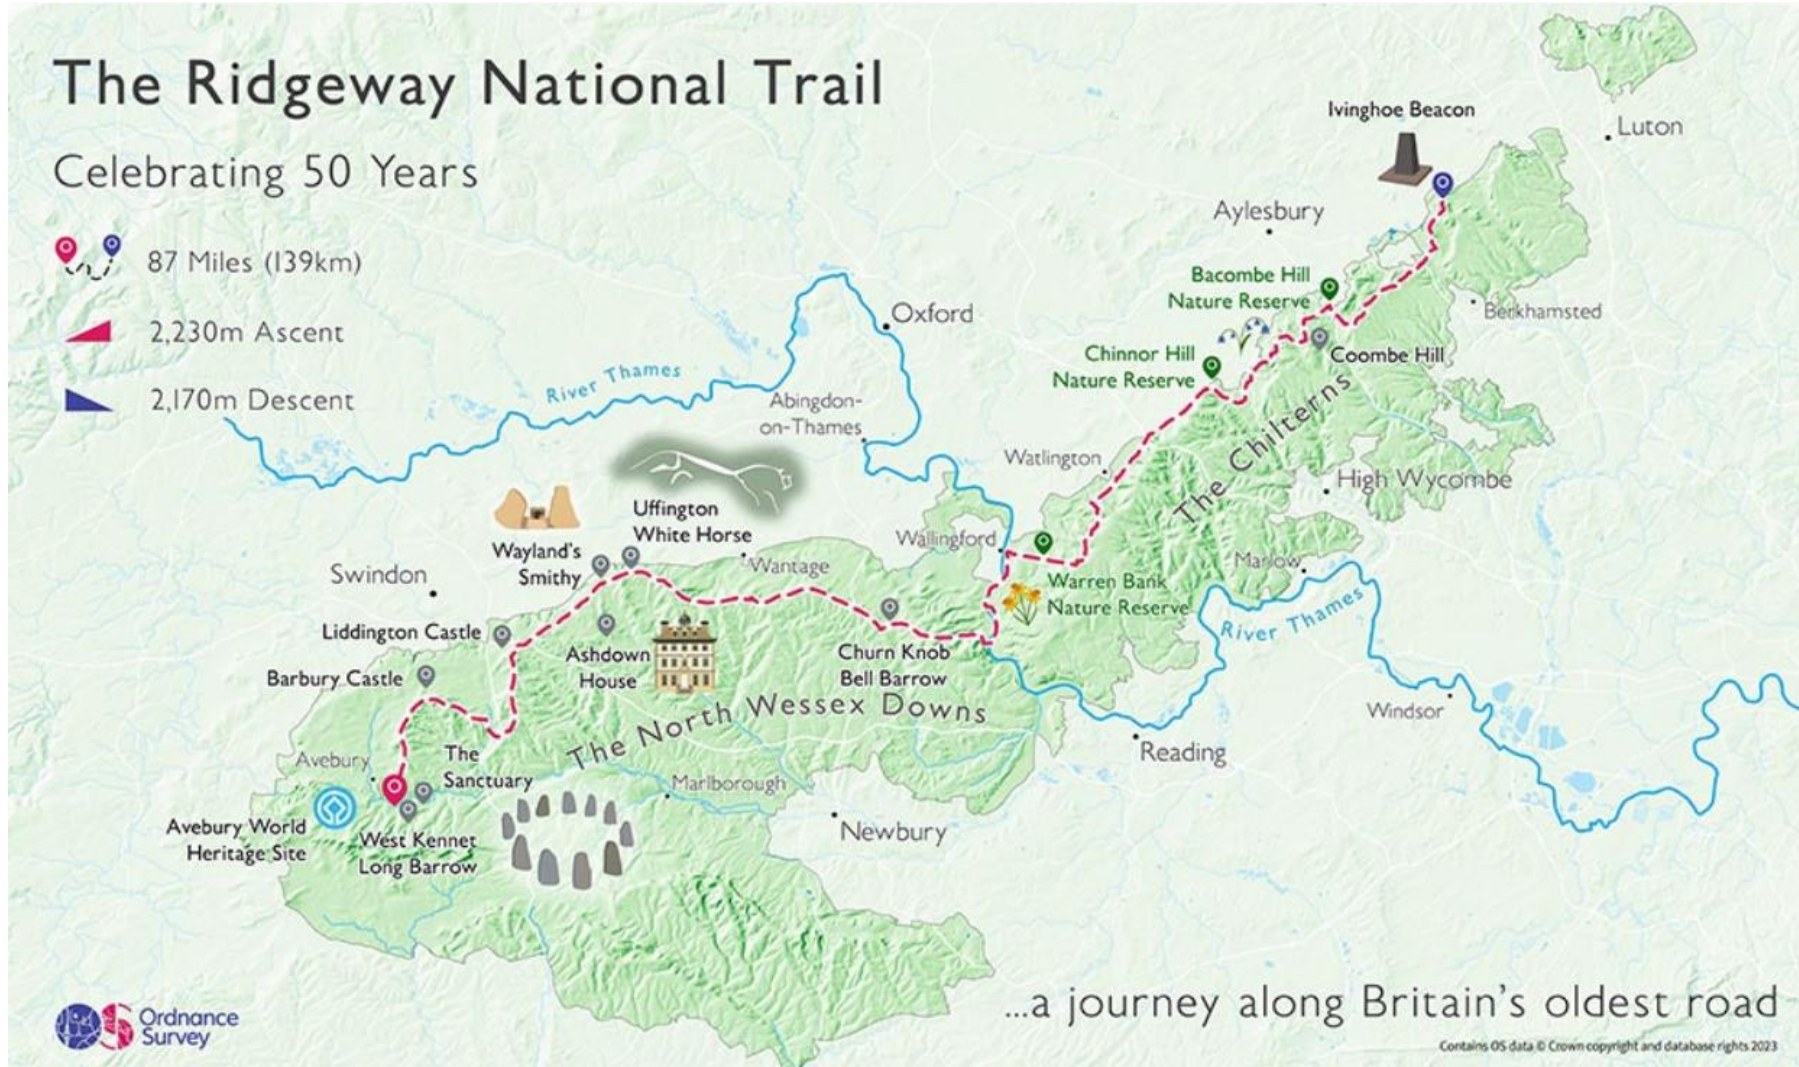 The Ridgeway National Trail
Celebrating 50 Years
87 Miles (139km)
2,230m Ascent
2,170m Descent
Ivinghoe Beacon
Luton
Aylesbury
Bacombe Hill
Nature Reserve
Berkhamsted
Oxford
Coombe Hill
Chinnor Hill
Nature Reserve
River Thames
Abingdon-
on-Thames
The Chilterns
Watlington
High Wycombe
Uffington
White Horse
Wallingford
Wayland's
Smithy
Wantage
Marlow
Swindon
Warren Bank
Nature Reserve
River Thames
Liddington Castle
Ashdown
House
Churn Knob
Bell Barrow
Barbury Castle
The North Wessex Downs
Windsor
Reading
Avebury
The
Sanctuary
Marlborough
Avebury World
Heritage Site
West Kennet
Long Barrow
Newbury
...a journey along Britain's oldest road
OS
Ordnance
Survey
Contains OS data © Crown copyright and database rights 2023